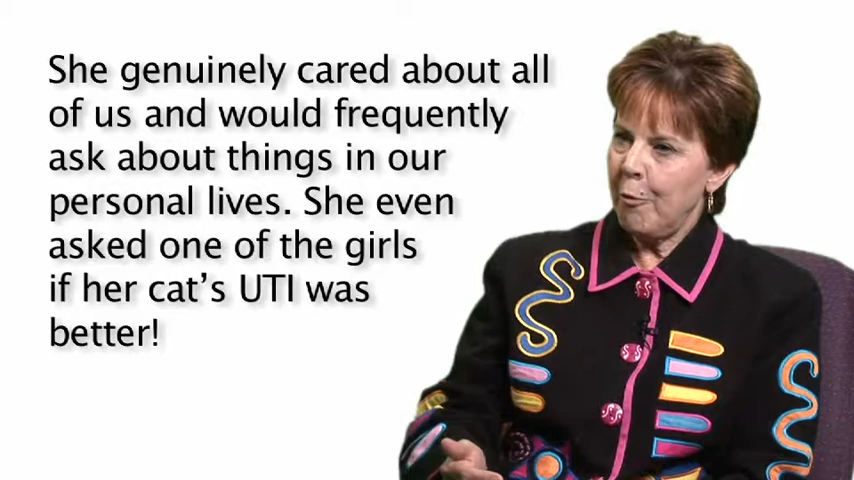 She genuinely cared about all
of us and would frequently
ask about things in our
personal lives. She even
asked one of the girls
if her cat’s UTI was
better!